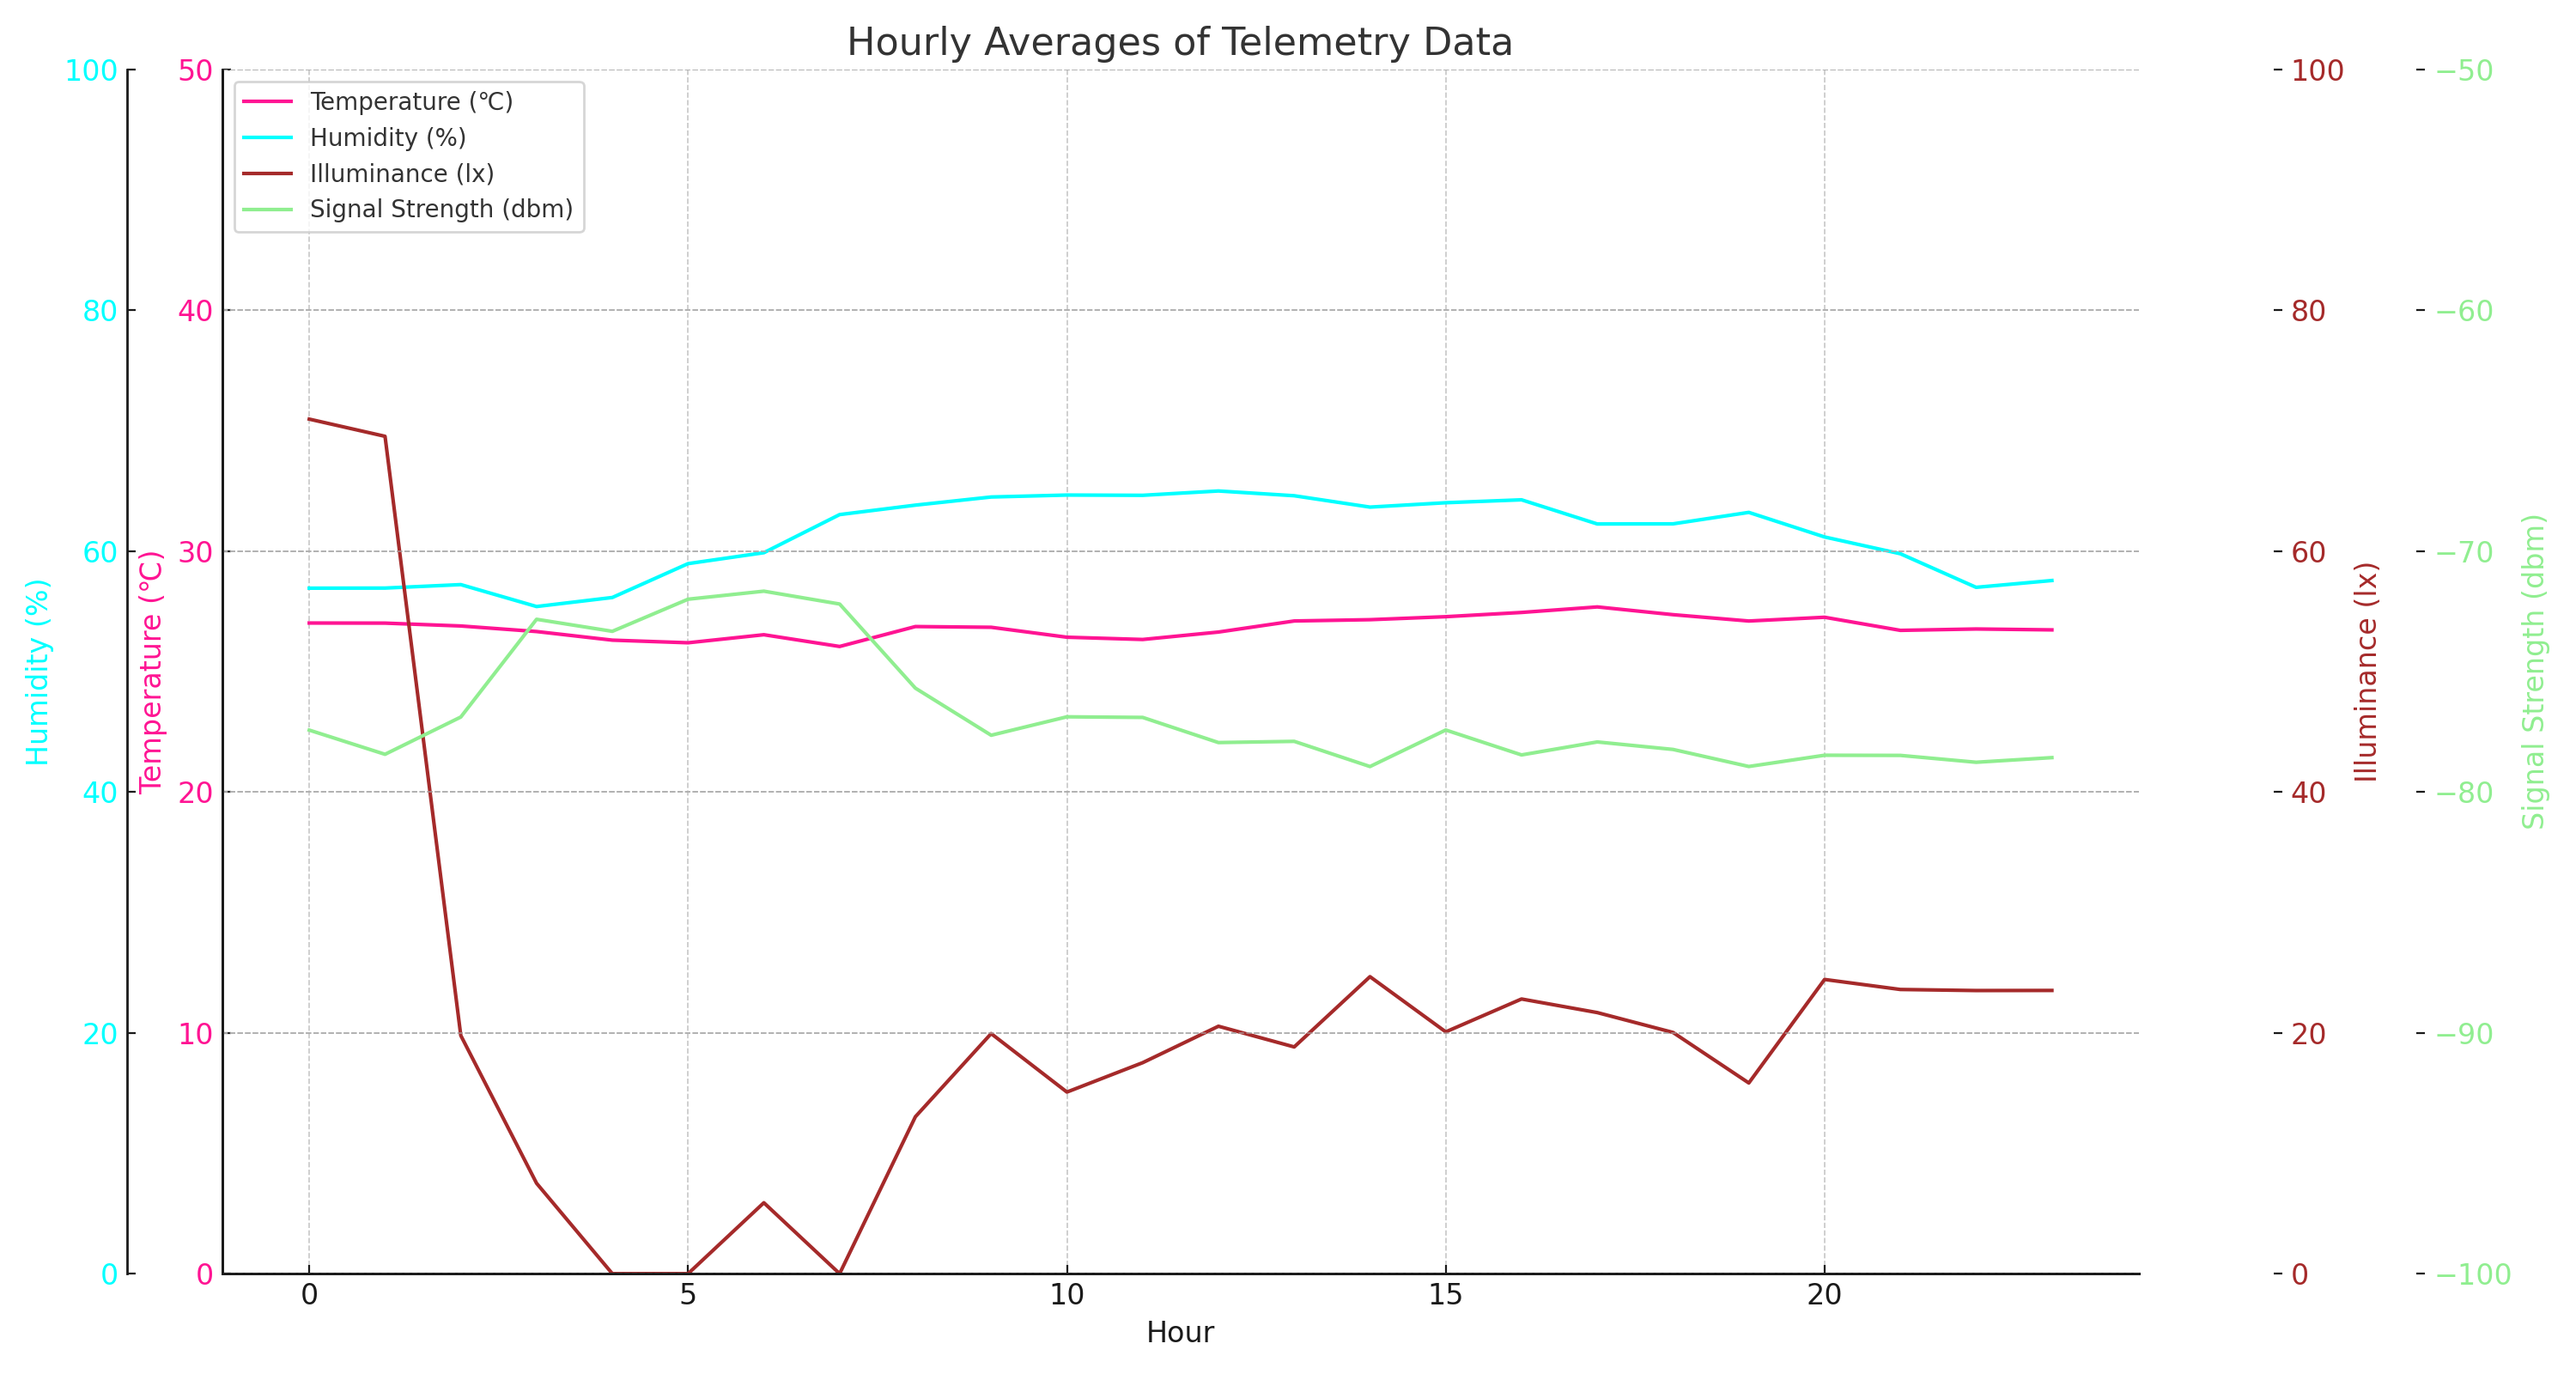 Hourly Averages of Telemetry Data
Temperature (℃)
Humidity (%)
Illuminance (lx)
Signal Strength (dbm)
Humidity (%)
100
80
60
40
20
0
Temperature (℃)
50
40
30
20
10
0
0
5
10
15
20
Hour
100
80
60
40
20
0
Illuminance (lx)
−50
−60
−70
−80
−90
−100
Signal Strength (dbm)